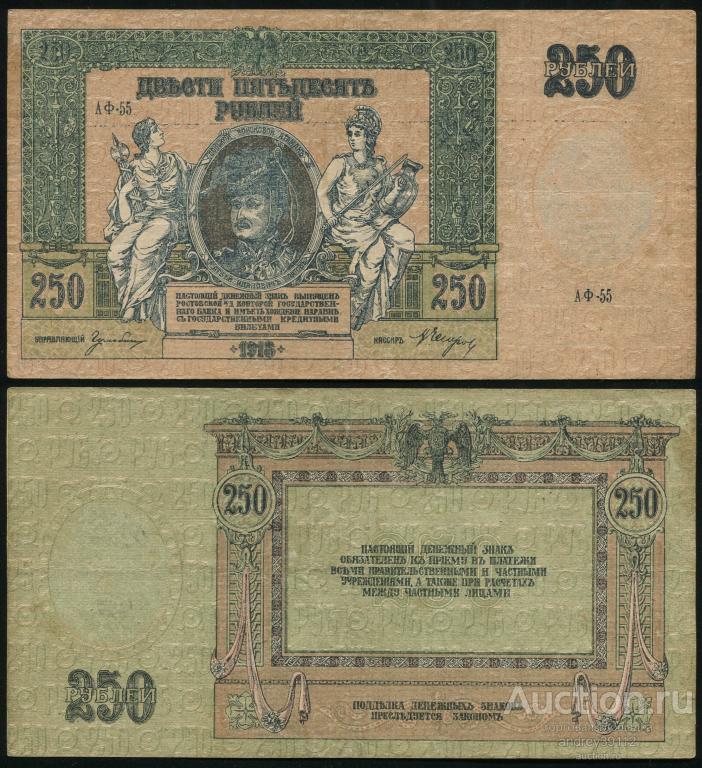 250
250
250
РУБЛЕЙ
ДВѢСТИ ПЯТЬДЕСЯТЪ
РУБЛЕЙ
АФ-55
250
250
НАСТОЯЩІЙ ДЕНЕЖНЫЙ ЗНАКЪ ВЫПУЩЕНЪ
РОСТОВСКОЙ н/Д КОНТОРОЙ ГОСУДАРСТВЕН-
НАГО БАНКА И ИМѢЕТЪ ХОЖДЕНІЕ НАРАВНѢ
СЪ ГОСУДАРСТВЕННЫМИ КРЕДИТНЫМИ
БИЛЕТАМИ
АФ-55
УПРАВЛЯЮЩІЙ
1918
КАССИРЪ
250
250
НАСТОЯЩІЙ ДЕНЕЖНЫЙ ЗНАКЪ
ОБЯЗАТЕЛЕНЪ КЪ ПРІЕМУ ВЪ ПЛАТЕЖИ
ВСѢМИ ПРАВИТЕЛЬСТВЕННЫМИ И ЧАСТНЫМИ
УЧРЕЖДЕНІЯМИ, А ТАКЖЕ ПРИ РАСЧЕТАХЪ
МЕЖДУ ЧАСТНЫМИ ЛИЦАМИ
250
РУБЛЕЙ
ПОДДѢЛКА ДЕНЕЖНЫХЪ ЗНАКОВЪ
ПРЕСЛѢДУЕТСЯ ЗАКОНОМЪ
Auction.ru
andrey39112
auction.ru